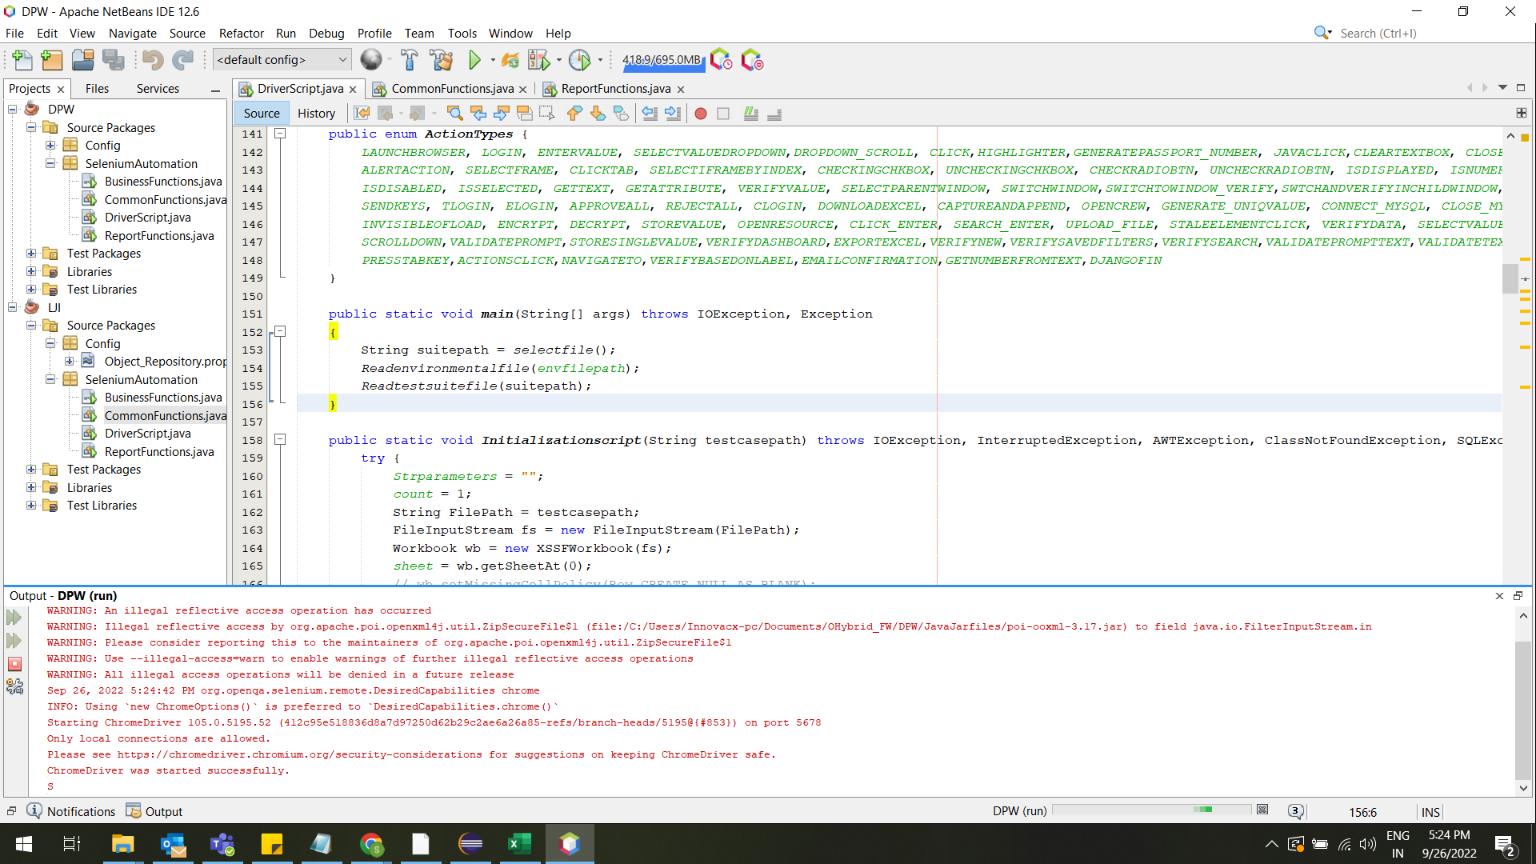 DPW - Apache NetBeans IDE 12.6
File Edit View Navigate Source Refactor Run Debug Profile Team Tools Window Help
Search (Ctrl+I)
<default config>
418.9/695.0MB
Projects Files Services
DriverScript.java CommonFunctions.java ReportFunctions.java
Source History
DPW
Source Packages
Config
SeleniumAutomation
BusinessFunctions.java
CommonFunctions.java
DriverScript.java
ReportFunctions.java
Test Packages
Libraries
Test Libraries
IJI
Source Packages
Config
Object_Repository.prop
SeleniumAutomation
BusinessFunctions.java
CommonFunctions.java
DriverScript.java
ReportFunctions.java
Test Packages
Libraries
Test Libraries
141 public enum ActionTypes {
142 LAUNCHBROWSER, LOGIN, ENTERVALUE, SELECTVALUEDROPDOWN,DROPDOWN_SCROLL, CLICK,HIGHLIGHTER,GENERATEPASSPORT_NUMBER, JAVACLICK,CLEARTEXTBOX, CLOSE
143 ALERTACTION, SELECTFRAME, CLICKTAB, SELECTIFRAMEBYINDEX, CHECKINGCHKBOX, UNCHECKINGCHKBOX, CHECKRADIOBTN, UNCHECKRADIOBTN, ISDISPLAYED, ISNUMER
144 ISDISABLED, ISSELECTED, GETTEXT, GETATTRIBUTE, VERIFYVALUE, SELECTPARENTWINDOW, SWITCHWINDOW,SWITCHTOWINDOW_VERIFY,SWTCHANDVERIFYINCHILDWINDOW,
145 SENDKEYS, TLOGIN, ELOGIN, APPROVEALL, REJECTALL, CLOGIN, DOWNLOADEXCEL, CAPTUREANDAPPEND, OPENCREW, GENERATE_UNIQVALUE, CONNECT_MYSQL, CLOSE_MY
146 INVISIBLEOFLOAD, ENCRYPT, DECRYPT, STOREVALUE, OPENRESOURCE, CLICK_ENTER, SEARCH_ENTER, UPLOAD_FILE, STALEELEMENTCLICK, VERIFYDATA, SELECTVALUE
147 SCROLLDOWN,VALIDATEPROMPT,STORESINGLEVALUE,VERIFYDASHBOARD,EXPORTEXCEL,VERIFYNEW,VERIFYSAVEDFILTERS,VERIFYSEARCH,VALIDATEPROMPTTEXT,VALIDATETEX
148 PRESSTABKEY,ACTIONSCLICK,NAVIGATETO,VERIFYBASEDONLABEL,EMAILCONFIRMATION,GETNUMBERFROMTEXT,DJANGOFIN
149 }
150
151 public static void main(String[] args) throws IOException, Exception
152 {
153 String suitepath = selectfile();
154 Readenvironmentalfile(envfilepath);
155 Readtestsuitefile(suitepath);
156 }
157
158 public static void Initializationscript(String testcasepath) throws IOException, InterruptedException, AWTException, ClassNotFoundException, SQLExc
159 try {
160 Strparameters = "";
161 count = 1;
162 String FilePath = testcasepath;
163 FileInputStream fs = new FileInputStream(FilePath);
164 Workbook wb = new XSSFWorkbook(fs);
165 sheet = wb.getSheetAt(0);
166 // wb.setMissingCellPolicy(Row.CREATE_NULL_AS_BLANK);
Output - DPW (run)
WARNING: An illegal reflective access operation has occurred
WARNING: Illegal reflective access by org.apache.poi.openxml4j.util.ZipSecureFile$1 (file:/C:/Users/Innovacx-pc/Documents/OHybrid_FW/DPW/JavaJarfiles/poi-ooxml-3.17.jar) to field java.io.FilterInputStream.in
WARNING: Please consider reporting this to the maintainers of org.apache.poi.openxml4j.util.ZipSecureFile$1
WARNING: Use --illegal-access=warn to enable warnings of further illegal reflective access operations
WARNING: All illegal access operations will be denied in a future release
Sep 26, 2022 5:24:42 PM org.openqa.selenium.remote.DesiredCapabilities chrome
INFO: Using `new ChromeOptions()` is preferred to `DesiredCapabilities.chrome()`
Starting ChromeDriver 105.0.5195.52 (412c95e518836d8a7d97250d62b29c2ae6a26a85-refs/branch-heads/5195@{#853}) on port 5678
Only local connections are allowed.
Please see https://chromedriver.chromium.org/security-considerations for suggestions on keeping ChromeDriver safe.
ChromeDriver was started successfully.
S
Notifications Output DPW (run) 3 156:6 INS
ENG
IN
5:24 PM
9/26/2022
2